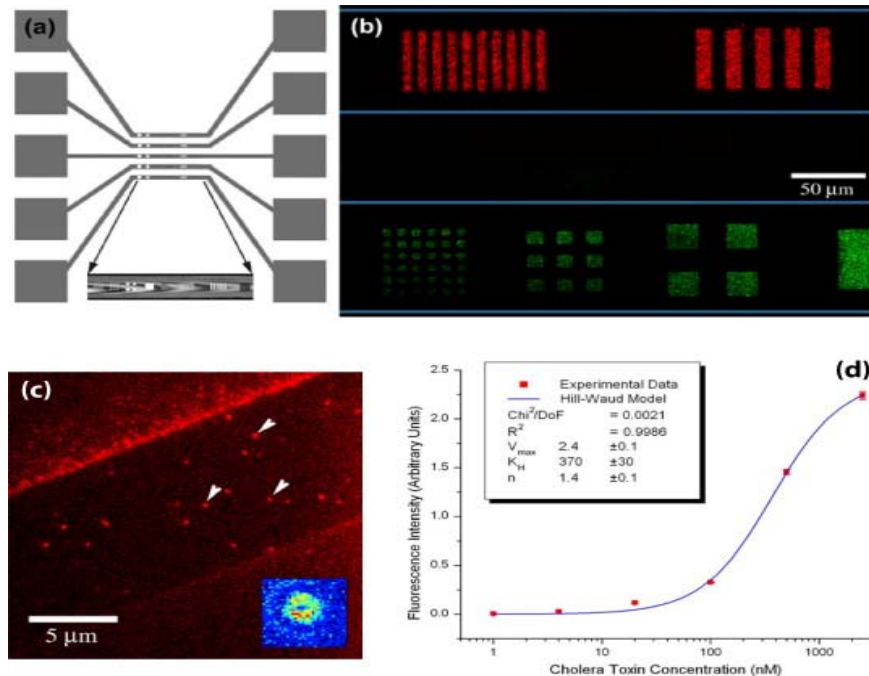 (a)
(b)
50 μm
(c)
5 μm
(d)
Experimental Data
Hill-Waud Model
Chi²/DoF = 0.0021
R² = 0.9986
Vmax 2.4 ±0.1
KH 370 ±30
n 1.4 ±0.1
Fluorescence Intensity (Arbitrary Units)
2.5
2.0
1.5
1.0
0.5
0.0
1 10 100 1000
Cholera Toxin Concentration (nM)